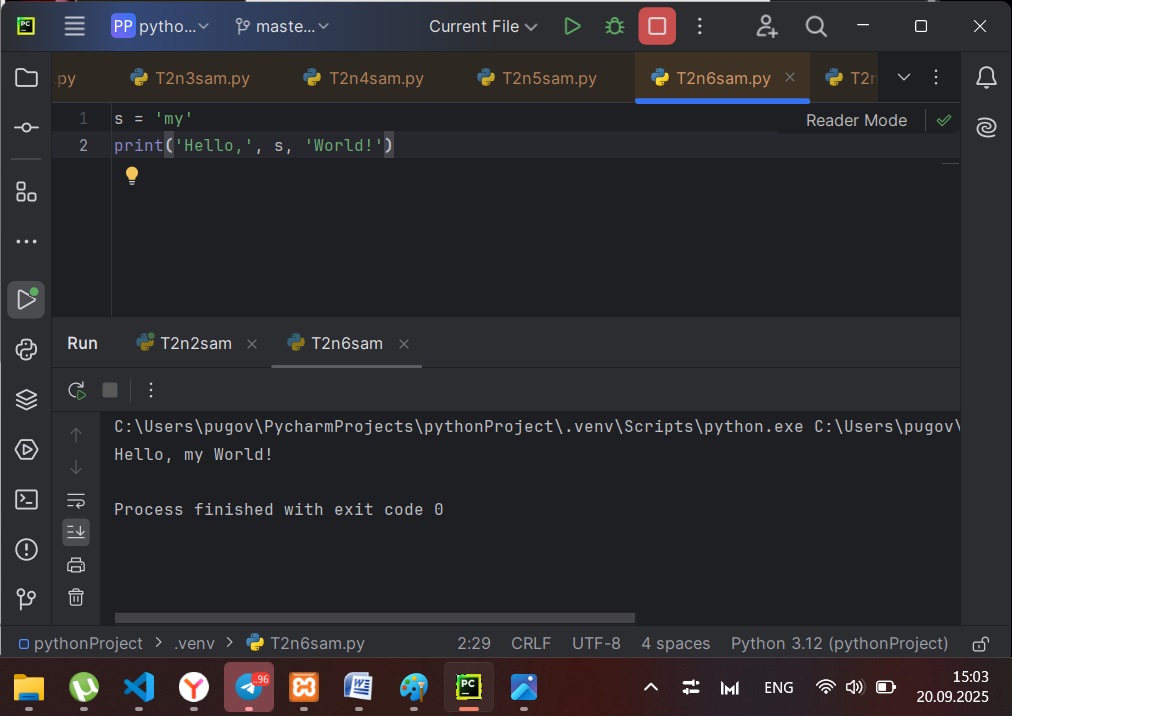 PC
PP pytho... maste... Current File
.py T2n3sam.py T2n4sam.py T2n5sam.py T2n6sam.py T2n
1 s = 'my'
Reader Mode
2 print('Hello,', s, 'World!')
Run T2n2sam T2n6sam
C:\Users\pugov\PycharmProjects\pythonProject\.venv\Scripts\python.exe C:\Users\pugov\
Hello, my World!
Process finished with exit code 0
pythonProject > .venv > T2n6sam.py 2:29 CRLF UTF-8 4 spaces Python 3.12 (pythonProject)
..96 PC ENG 15:03
20.09.2025